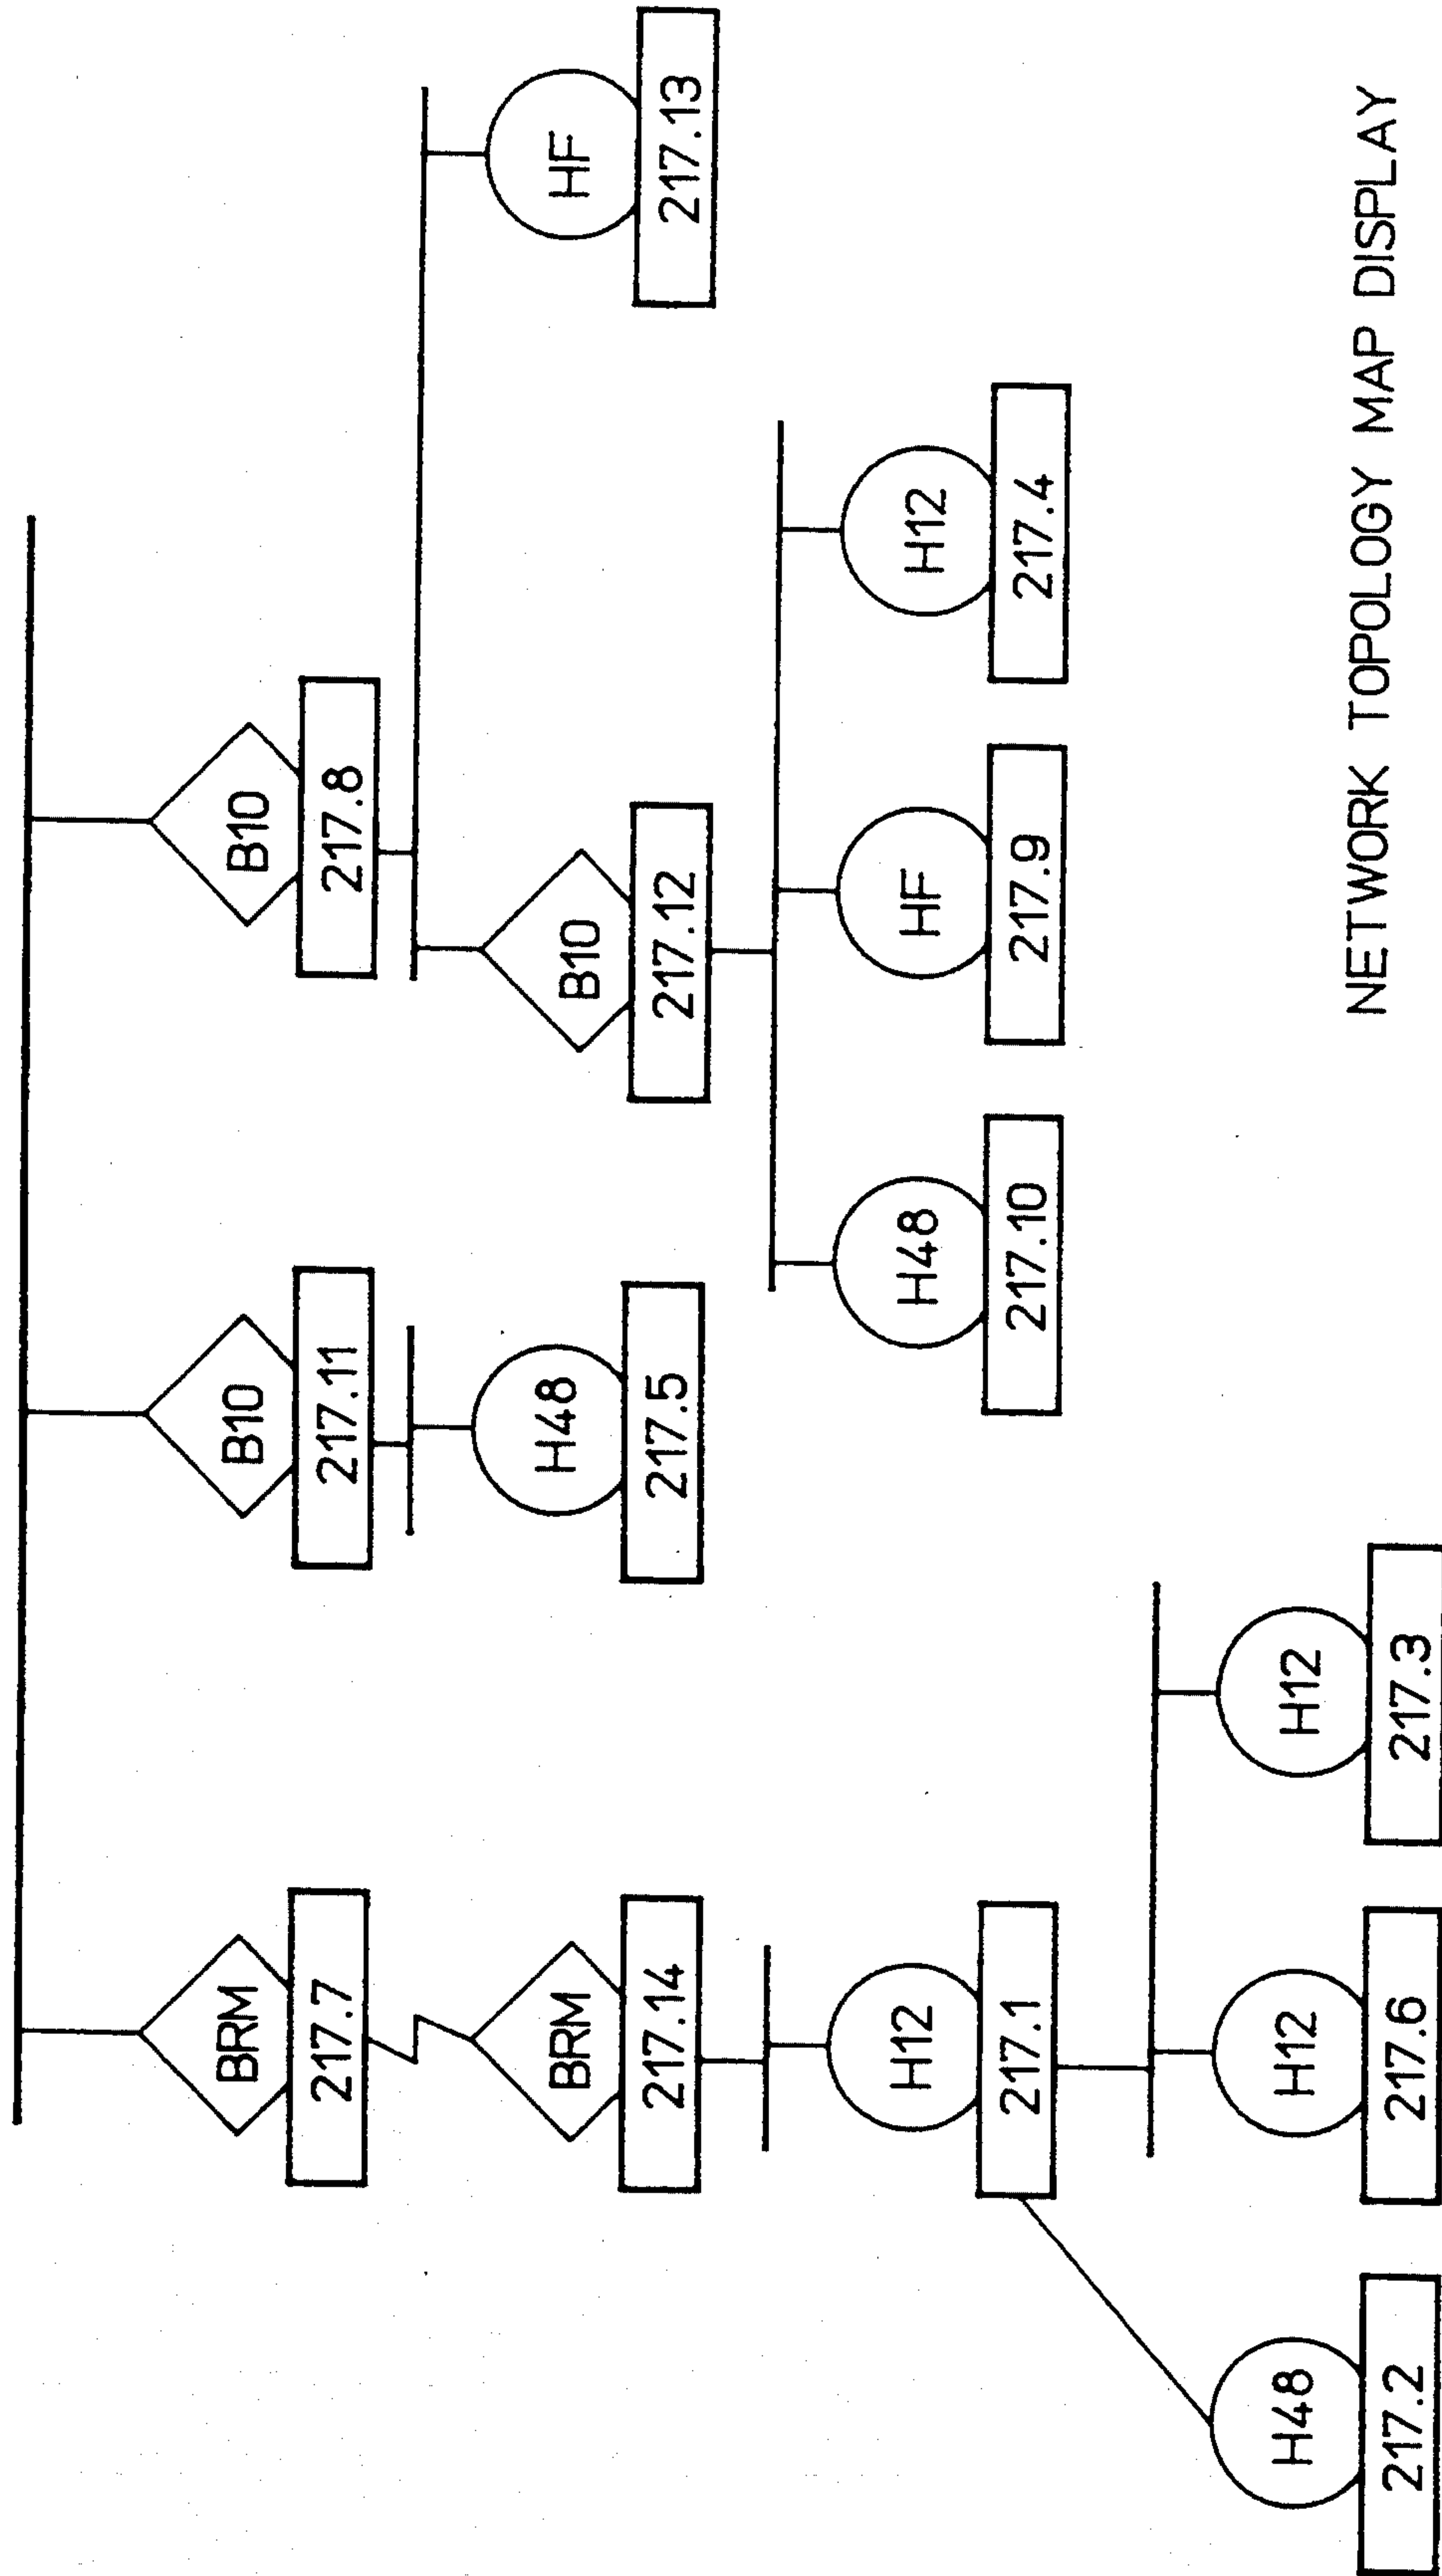 BRM
217.7
B10
217.11
B10
217.8
BRM
217.14
H48
217.5
B10
217.12
HF
217.13
H12
217.1
H48
217.10
HF
217.9
H12
217.4
H48
217.2
H12
217.6
H12
217.3
NETWORK TOPOLOGY MAP DISPLAY